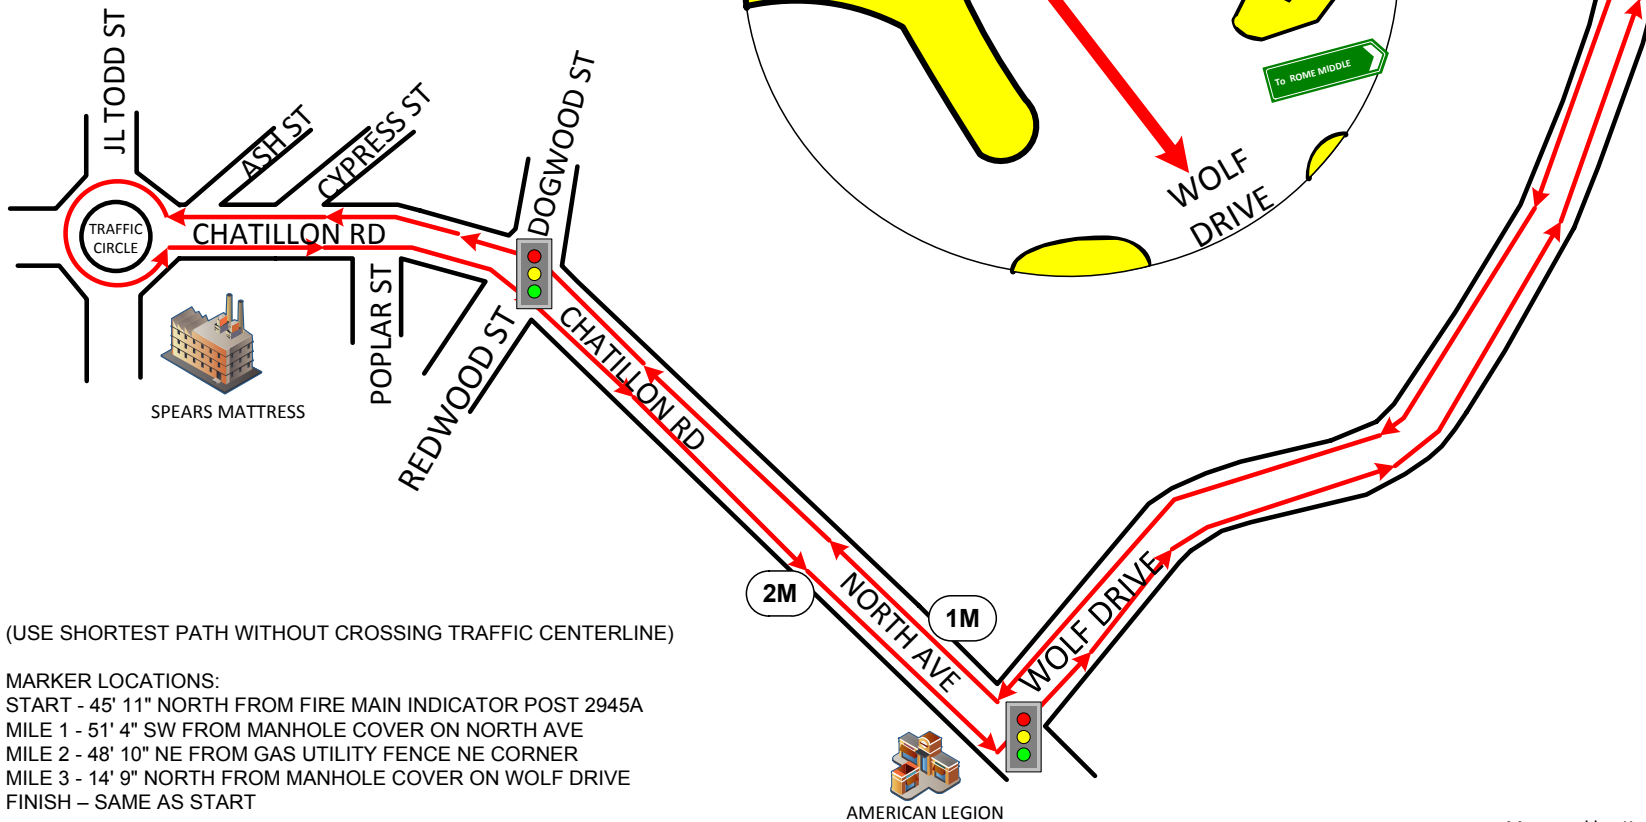 JL TODD ST
ASH ST
CYPRESS ST
DOGWOOD ST
To ROME MIDDLE
WOLF
DRIVE
TRAFFIC
CIRCLE
CHATILLON RD
POPLAR ST
REDWOOD ST
SPEARS MATTRESS
CHATILLON RD
2M
NORTH AVE
1M
WOLF DRIVE
(USE SHORTEST PATH WITHOUT CROSSING TRAFFIC CENTERLINE)
MARKER LOCATIONS:
START - 45' 11" NORTH FROM FIRE MAIN INDICATOR POST 2945A
MILE 1 - 51' 4" SW FROM MANHOLE COVER ON NORTH AVE
MILE 2 - 48' 10" NE FROM GAS UTILITY FENCE NE CORNER
MILE 3 - 14' 9" NORTH FROM MANHOLE COVER ON WOLF DRIVE
FINISH – SAME AS START
AMERICAN LEGION